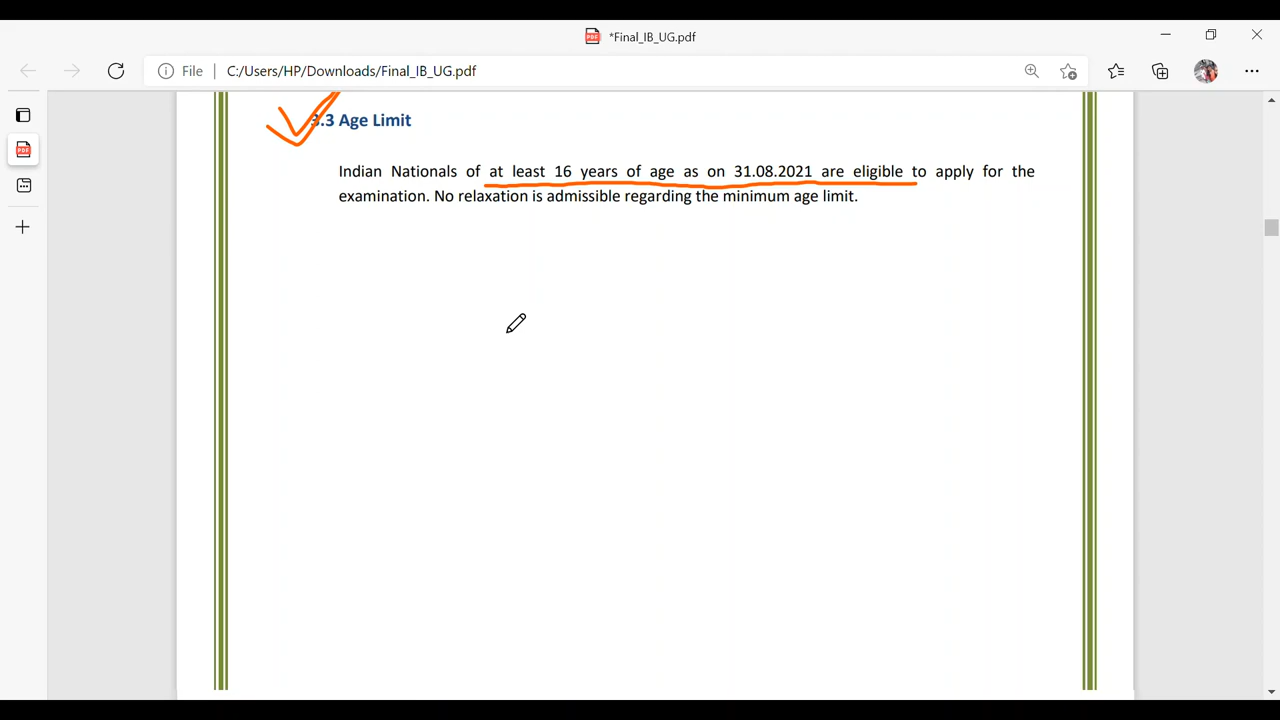 *Final_IB_UG.pdf
File | C:/Users/HP/Downloads/Final_IB_UG.pdf
3.3 Age Limit
Indian Nationals of at least 16 years of age as on 31.08.2021 are eligible to apply for the
examination. No relaxation is admissible regarding the minimum age limit.